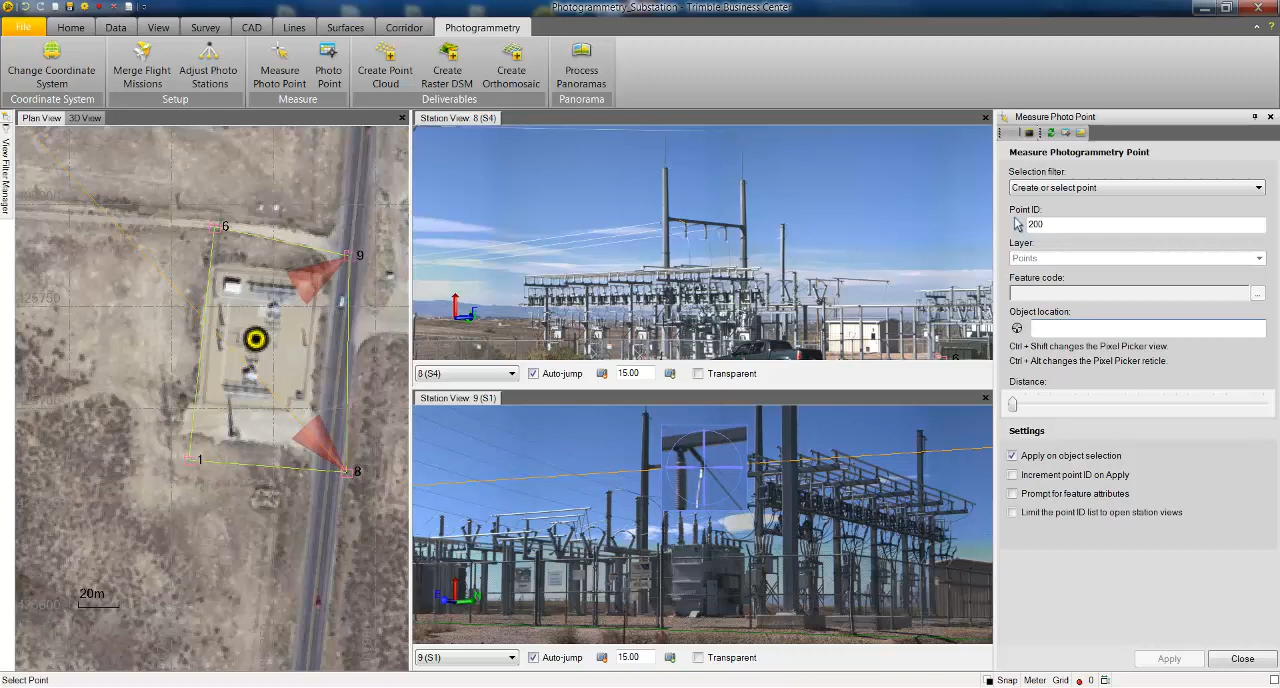 Photogrammetry_Substation - Trimble Business Center
File Home Data View Survey CAD Lines Surfaces Corridor Photogrammetry
Change Coordinate System
Merge Flight Missions
Adjust Photo Stations
Measure Photo Point
Photo Point
Create Point Cloud
Create Raster DSM
Create Orthomosaic
Process Panoramas
Coordinate System Setup Measure Deliverables Panorama
View Filter Manager
Plan View 3D View
6
9
125750
1
8
20m
Station View: 8 (S4)
6
8 (S4) Auto-jump 15.00 Transparent
Station View: 9 (S1)
9 (S1) Auto-jump 15.00 Transparent
Measure Photo Point
Measure Photogrammetry Point
Selection filter:
Create or select point
Point ID:
200
Layer:
Points
Feature code:
...
Object location:
Ctrl + Shift changes the Pixel Picker view.
Ctrl + Alt changes the Pixel Picker reticle.
Distance:
Settings
Apply on object selection
Increment point ID on Apply
Prompt for feature attributes
Limit the point ID list to open station views
Apply Close
Select Point
Snap Meter Grid 0